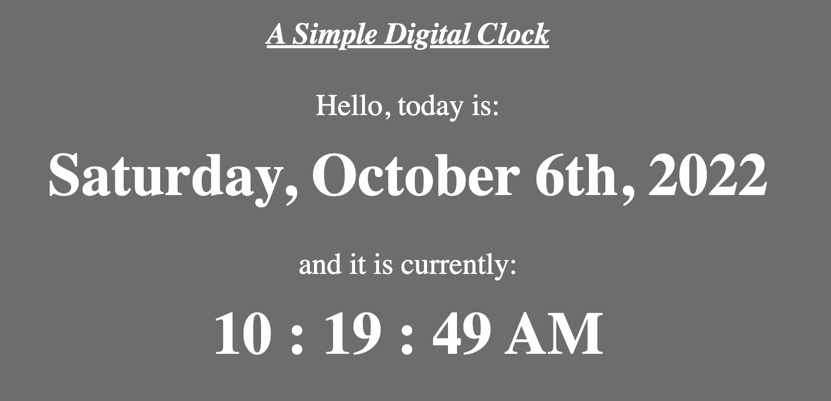 A Simple Digital Clock
Hello, today is:
Saturday, October 6th, 2022
and it is currently:
10 : 19 : 49 AM